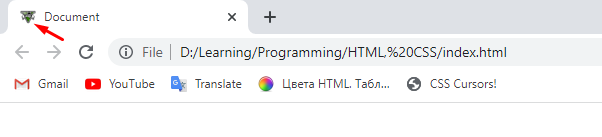 Document
File D:/Learning/Programming/HTML,%20CSS/index.html
Gmail YouTube Translate Цвета HTML. Табл... CSS Cursors!